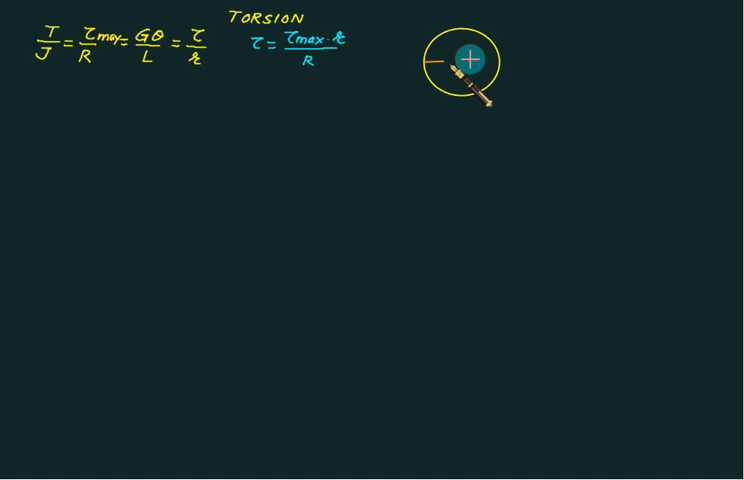 TORSION
T/J = τmax/R = Gθ/L = τ/r
τ = τmax·r/R